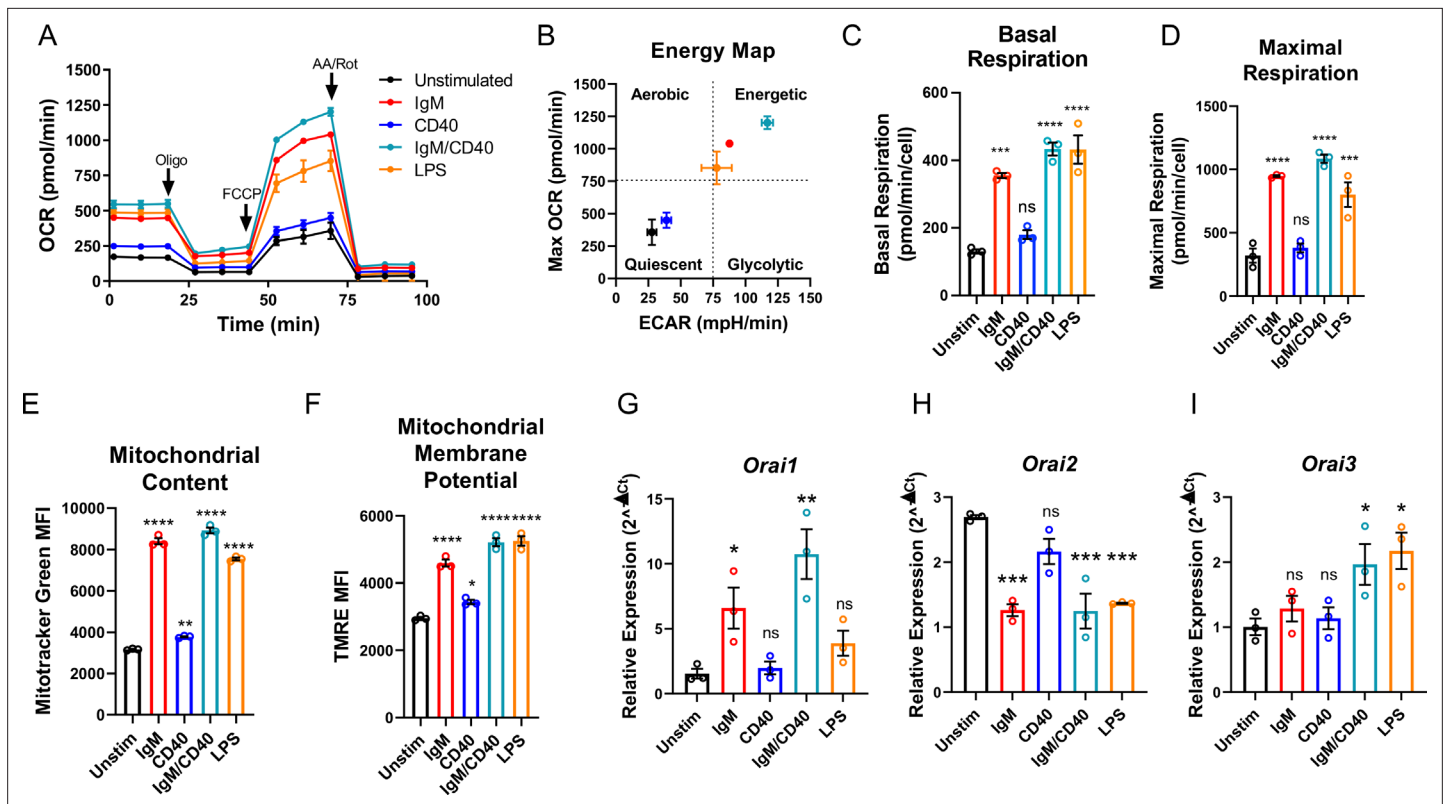 A
OCR (pmol/min)
1500
1250
1000
750
500
250
0
0
25
50
75
100
Time (min)
Oligo
FCCP
AA/Rot
Unstimulated
IgM
CD40
IgM/CD40
LPS
B
Energy Map
Max OCR (pmol/min)
1500
1250
1000
750
500
250
0
Aerobic
Energetic
Quiescent
Glycolytic
0
25
50
75
100
125
150
ECAR (mpH/min)
C
Basal
Respiration
Basal Respiration
(pmol/min/cell)
600
400
200
0
***
ns
****
****
Unstim
IgM
CD40
IgM/CD40
LPS
D
Maximal
Respiration
Maximal Respiration
(pmol/min/cell)
1500
1000
500
0
****
ns
****
***
Unstim
IgM
CD40
IgM/CD40
LPS
E
Mitochondrial
Content
Mitotracker Green MFI
10000
8000
6000
4000
2000
0
****
**
****
****
Unstim
IgM
CD40
IgM/CD40
LPS
F
Mitochondrial
Membrane
Potential
TMRE MFI
6000
4000
2000
0
****
*
****
****
Unstim
IgM
CD40
IgM/CD40
LPS
G
Orai1
Relative Expression (2^-▲Ct)
15
10
5
0
*
ns
**
ns
Unstim
IgM
CD40
IgM/CD40
LPS
H
Orai2
Relative Expression (2^-▲Ct)
3
2
1
0
***
ns
***
***
Unstim
IgM
CD40
IgM/CD40
LPS
I
Orai3
Relative Expression (2^-▲Ct)
3
2
1
0
ns
ns
*
*
Unstim
IgM
CD40
IgM/CD40
LPS